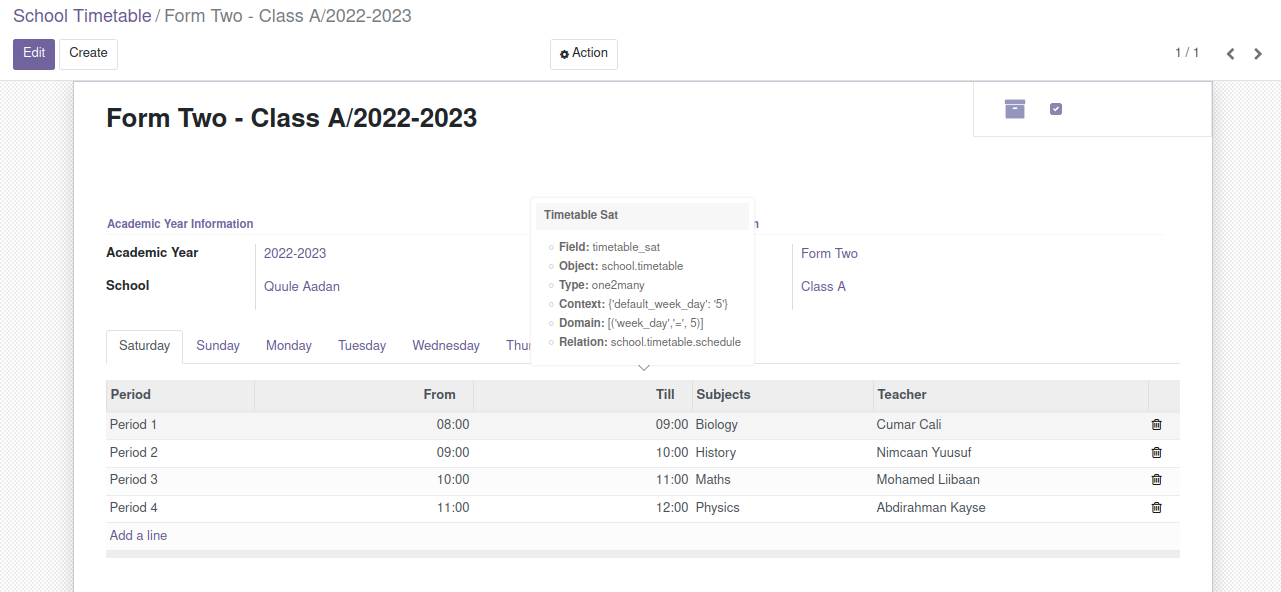 School Timetable / Form Two - Class A/2022-2023
Edit Create Action 1 / 1
Form Two - Class A/2022-2023
Academic Year Information
Academic Year 2022-2023 Form Two
School Quule Aadan Class A
Timetable Sat
Field: timetable_sat
Object: school.timetable
Type: one2many
Context: {'default_week_day': '5'}
Domain: [('week_day','=', 5)]
Relation: school.timetable.schedule
Saturday Sunday Monday Tuesday Wednesday
Period From Till Subjects Teacher
Period 1 08:00 09:00 Biology Cumar Cali
Period 2 09:00 10:00 History Nimcaan Yuusuf
Period 3 10:00 11:00 Maths Mohamed Liibaan
Period 4 11:00 12:00 Physics Abdirahman Kayse
Add a line